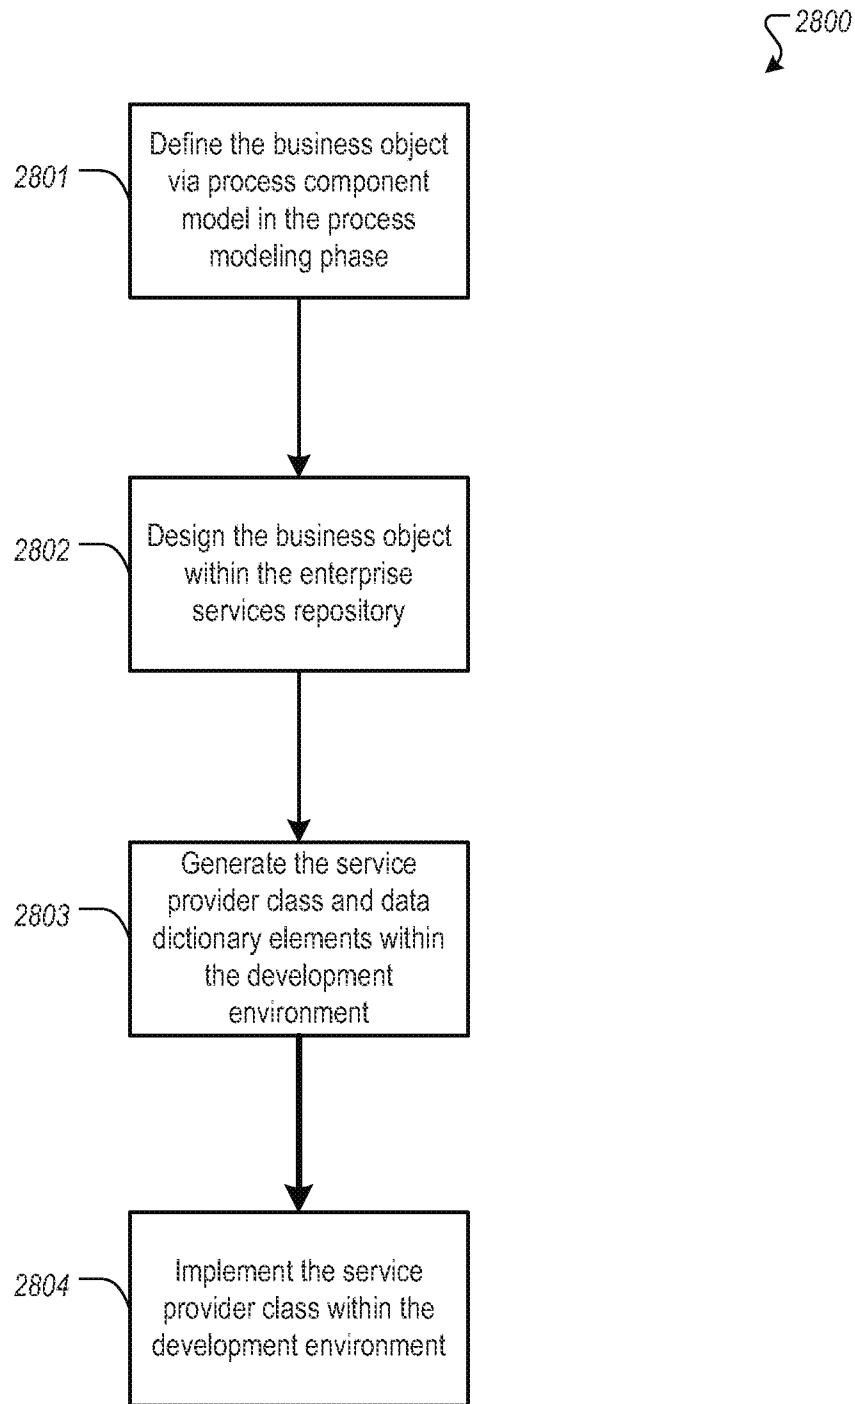 2800
2801
Define the business object
via process component
model in the process
modeling phase
2802
Design the business object
within the enterprise
services repository
2803
Generate the service
provider class and data
dictionary elements within
the development
environment
2804
Implement the service
provider class within the
development environment